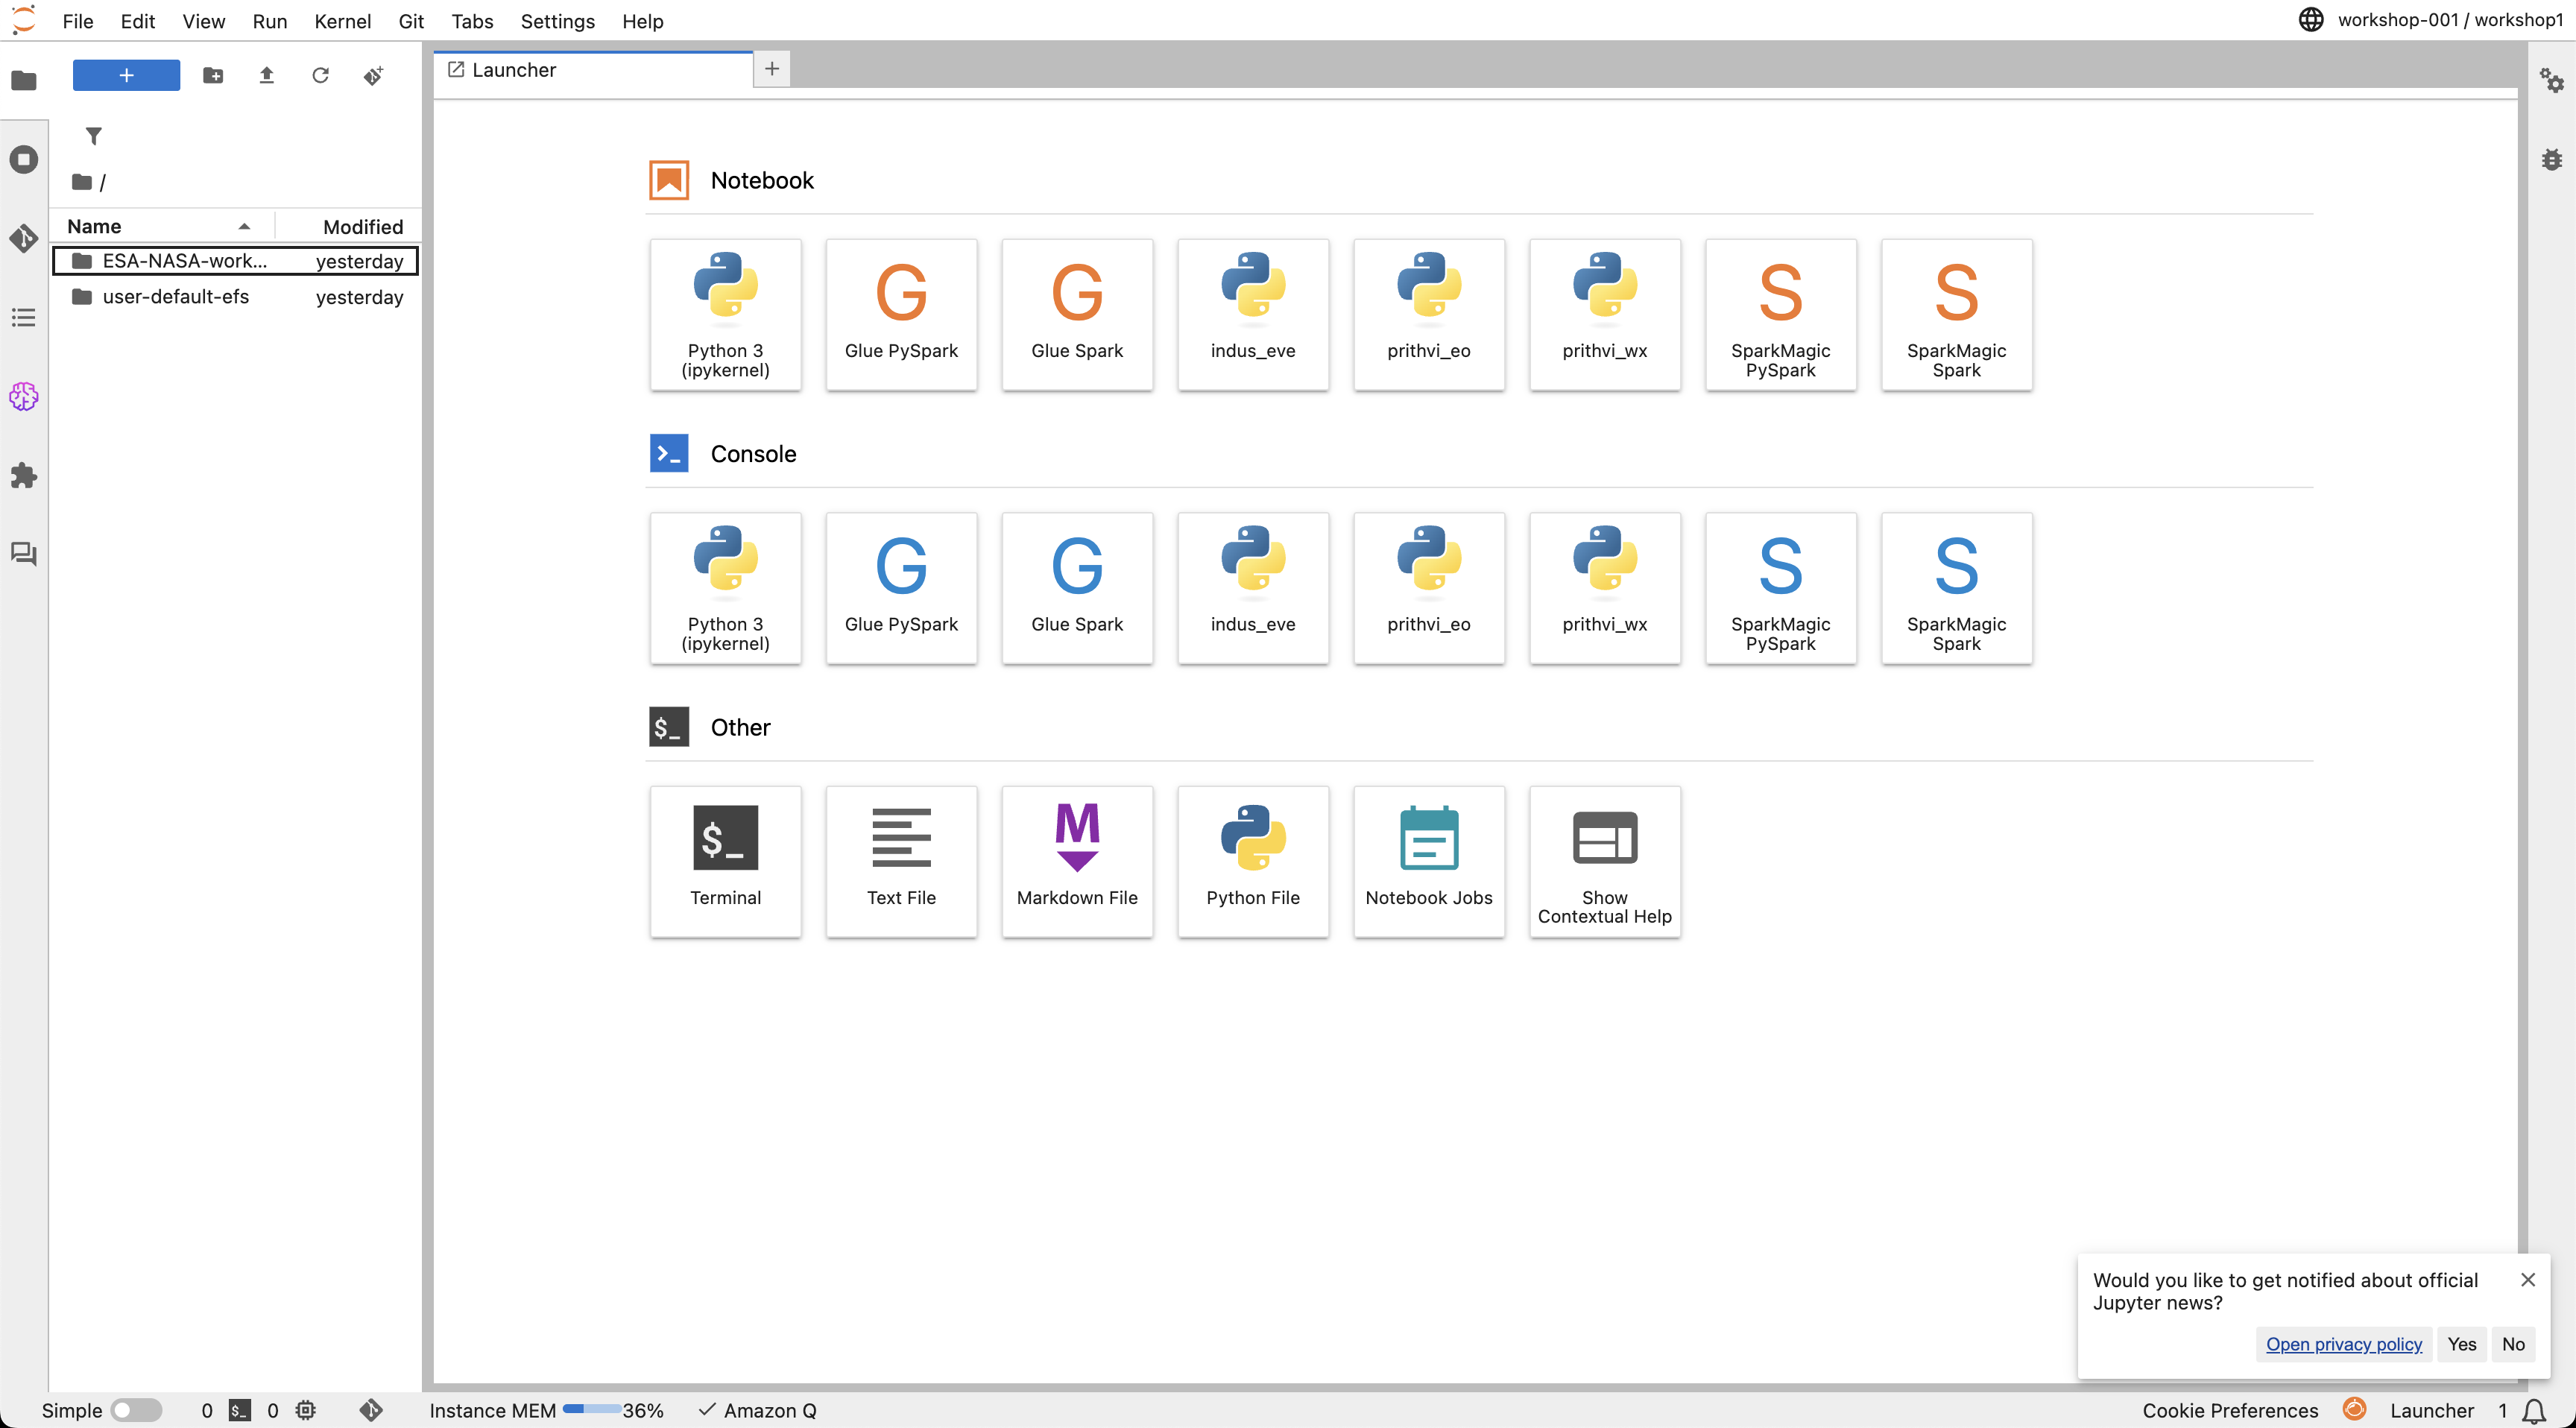 File Edit View Run Kernel Git Tabs Settings Help
workshop-001 / workshop1
Launcher
/
Name Modified
ESA-NASA-work... yesterday
user-default-efs yesterday
Notebook
Python 3 (ipykernel)
Glue PySpark
Glue Spark
indus_eve
prithvi_eo
prithvi_wx
SparkMagic PySpark
SparkMagic Spark
Console
Python 3 (ipykernel)
Glue PySpark
Glue Spark
indus_eve
prithvi_eo
prithvi_wx
SparkMagic PySpark
SparkMagic Spark
$_ Other
$_
Terminal
Text File
M
Markdown File
Python File
Notebook Jobs
Show
Contextual Help
Would you like to get notified about official
Jupyter news?
Open privacy policy Yes No
Simple 0 $_ 0 Instance MEM 36% Amazon Q Cookie Preferences Launcher 1